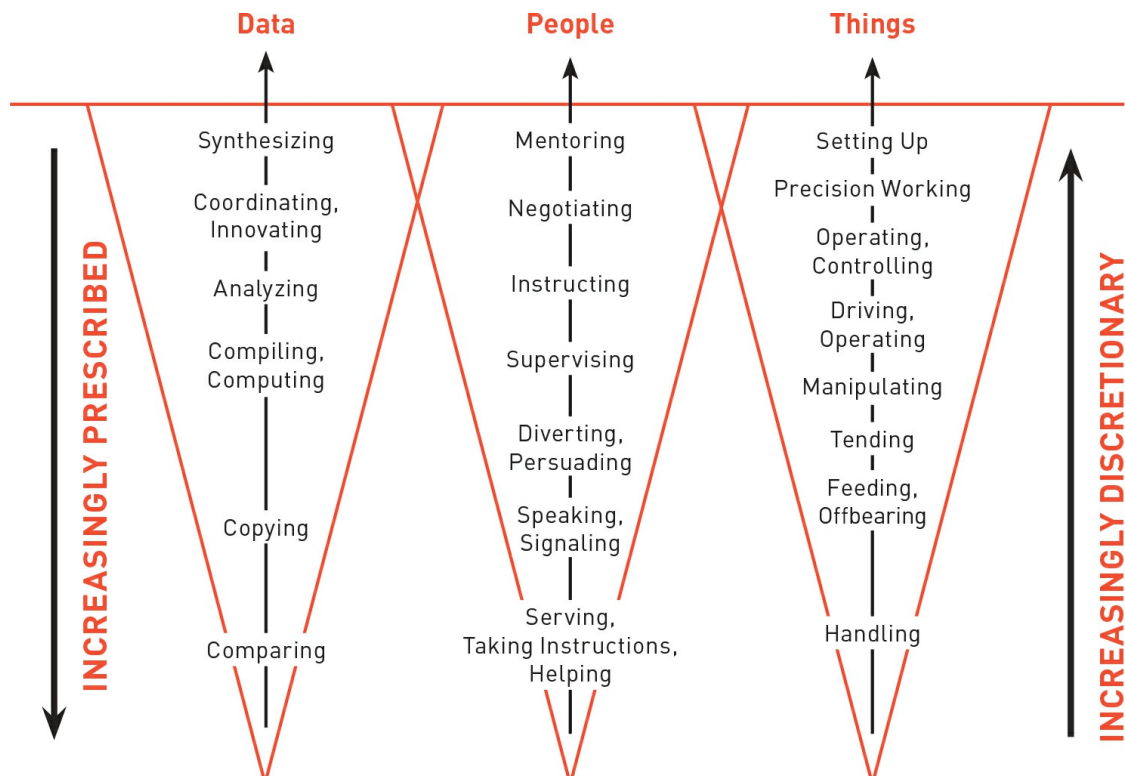 Data
People
Things
INCREASINGLY PRESCRIBED
Synthesizing
Coordinating,
Innovating
Analyzing
Compiling,
Computing
Copying
Comparing
Mentoring
Negotiating
Instructing
Supervising
Diverting,
Persuading
Speaking,
Signaling
Serving,
Taking Instructions,
Helping
Setting Up
Precision Working
Operating,
Controlling
Driving,
Operating
Manipulating
Tending
Feeding,
Offbearing
Handling
INCREASINGLY DISCRETIONARY